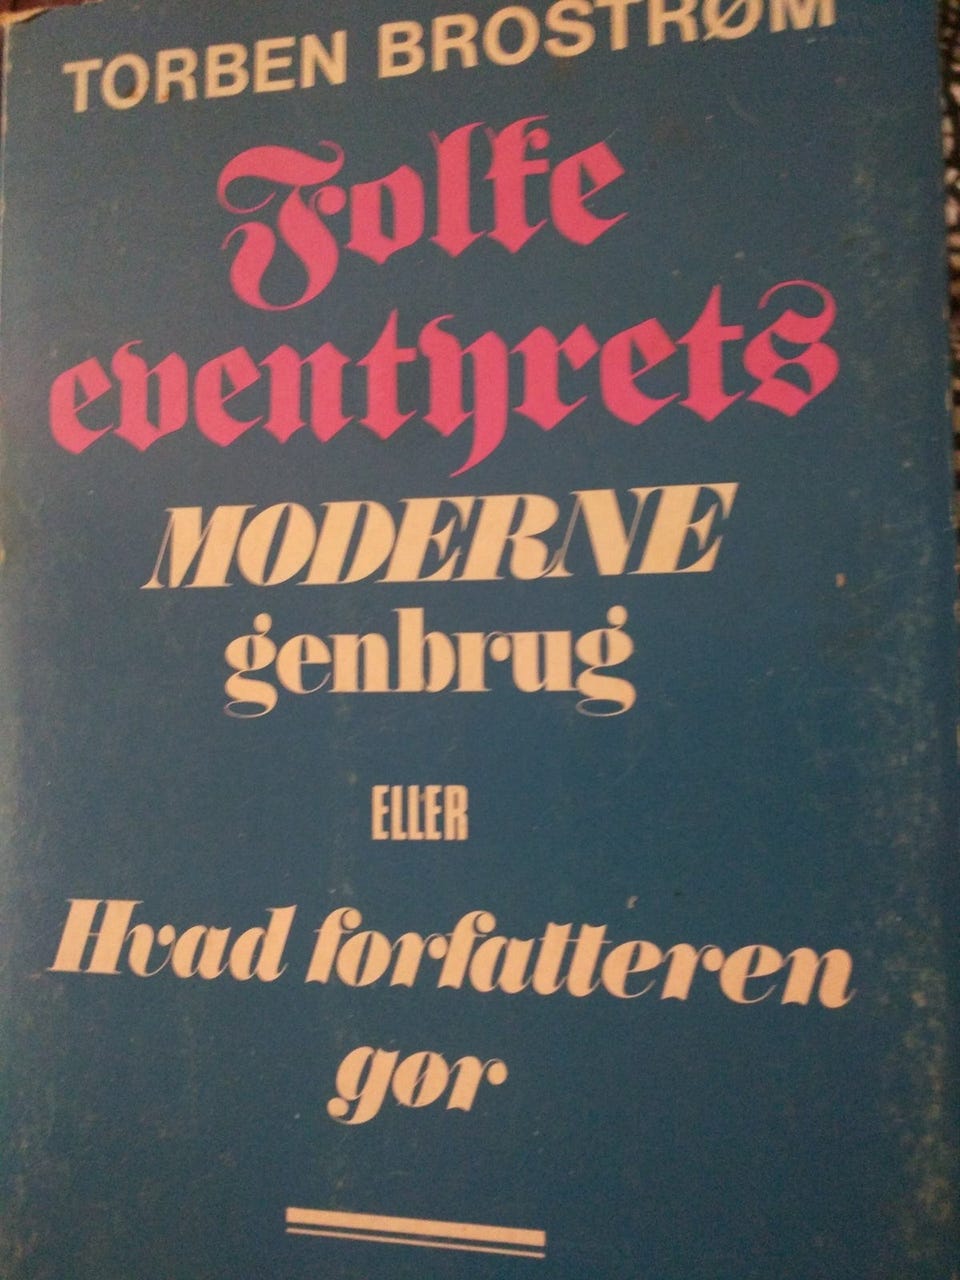 TORBEN BROSTRØM
Folke
eventyrets
MODERNE
genbrug
ELLER
Hvad forfatteren
gør